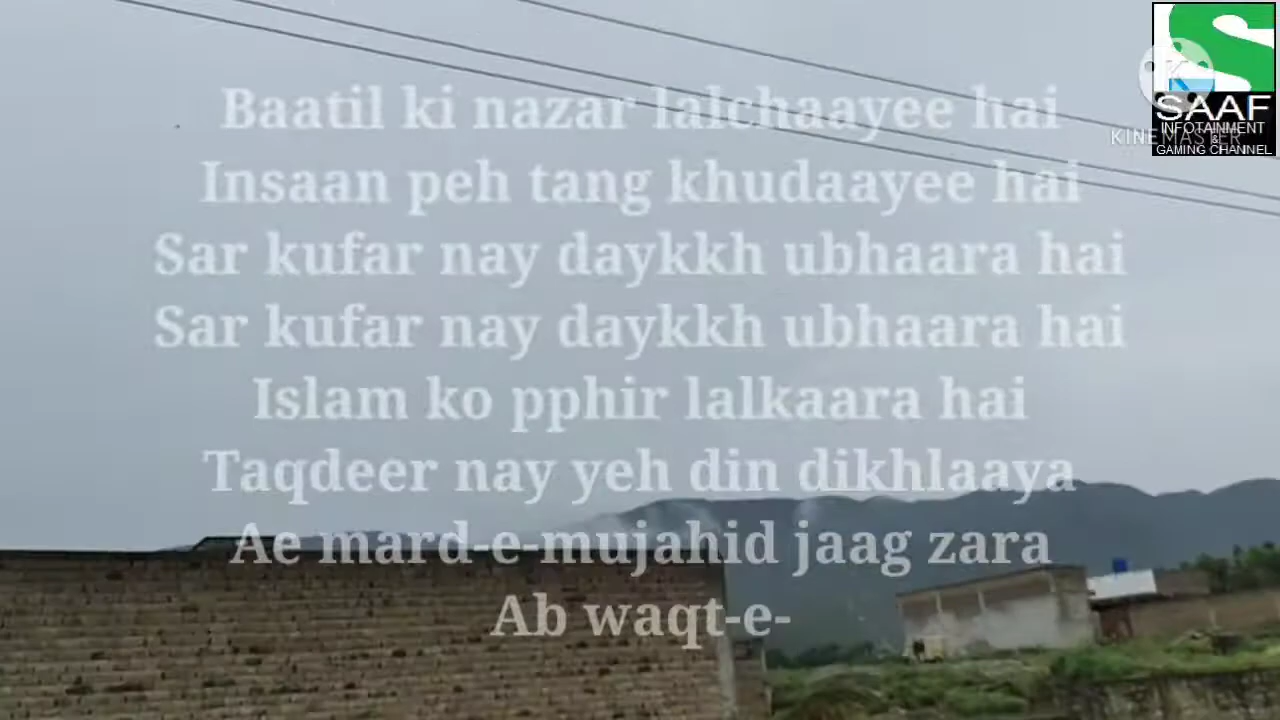 Baatil ki nazar lalchaayee hai
Insaan peh tang khudaayee hai
Sar kufar nay daykkh ubhaara hai
Sar kufar nay daykkh ubhaara hai
Islam ko pphir lalkaara hai
Taqdeer nay yeh din dikhlaaya
Ae mard-e-mujahid jaag zara
Ab waqt-e-
SAAF
INFOTAINMENT
&
GAMING CHANNEL
KINEMASTER